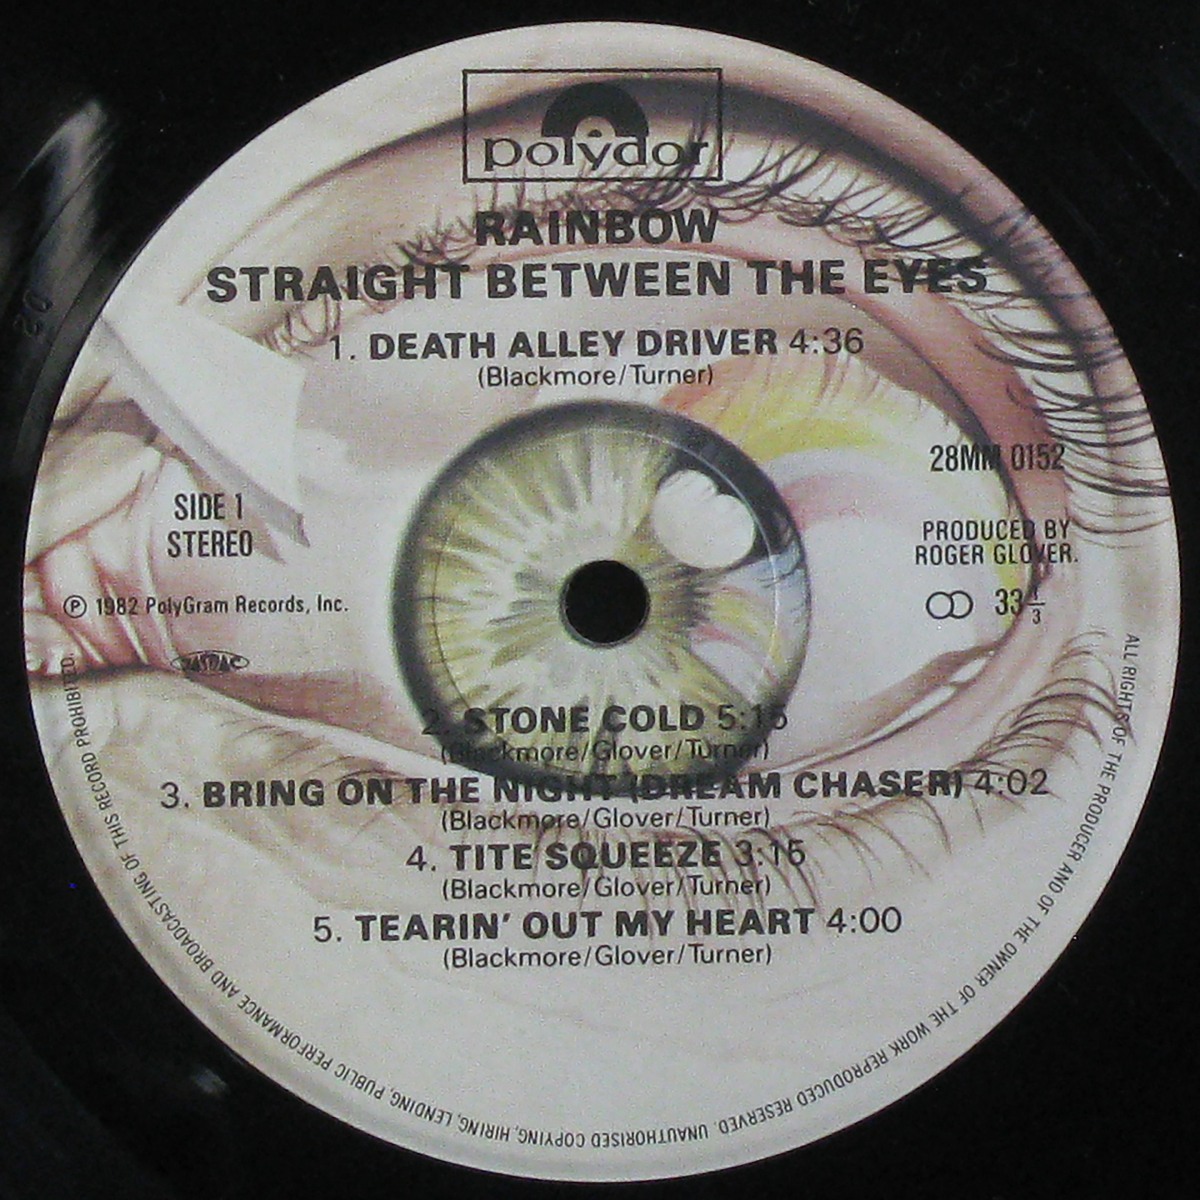 polydor
RAINBOW
STRAIGHT BETWEEN THE EYES
1. DEATH ALLEY DRIVER 4:36
(Blackmore/Turner)
28MM 0152
SIDE 1
STEREO
PRODUCED BY
ROGER GLOVER.
Ⓟ 1982 PolyGram Records, Inc.
33 1/3
2. STONE COLD 5:15
(Blackmore/Glover/Turner)
3. BRING ON THE NIGHT (DREAM CHASER) 4:02
(Blackmore/Glover/Turner)
4. TITE SQUEEZE 3:15
(Blackmore/Glover/Turner)
5. TEARIN' OUT MY HEART 4:00
(Blackmore/Glover/Turner)
ALL RIGHTS OF THE PRODUCER AND OF THE OWNER OF THE WORK REPRODUCED RESERVED. UNAUTHORISED COPYING, HIRING, LENDING, PUBLIC PERFORMANCE AND BROADCASTING OF THIS RECORD PROHIBITED.